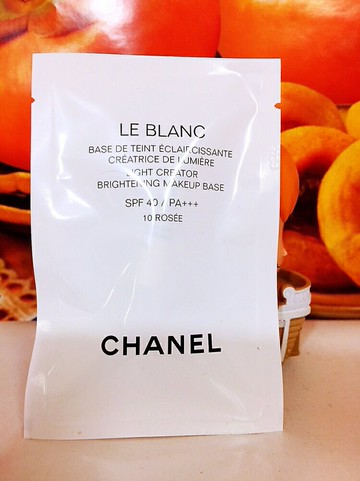 LE BLANC
BASE DE TEINT ÉCLAIRCISSANTE
CRÉATRICE DE LUMIÈRE
LIGHT CREATOR
BRIGHTENING MAKEUP BASE
SPF 40 / PA+++
10 ROSÉE
CHANEL